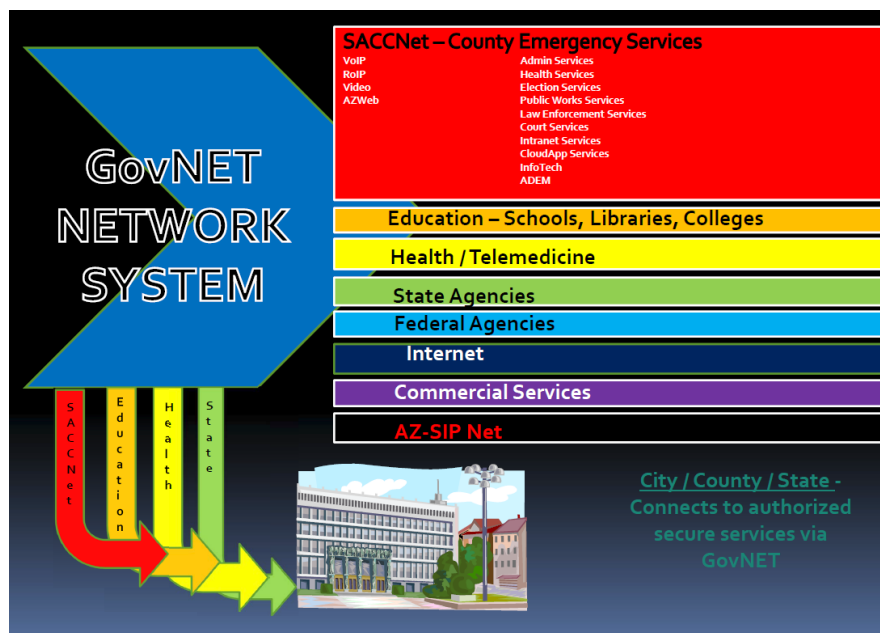 GovNET
NETWORK
SYSTEM
SACCNet – County Emergency Services
VoIP
RoIP
Video
AZWeb
Admin Services
Health Services
Election Services
Public Works Services
Law Enforcement Services
Court Services
Intranet Services
CloudApp Services
InfoTech
ADEM
Education – Schools, Libraries, Colleges
Health / Telemedicine
State Agencies
Federal Agencies
Internet
Commercial Services
AZ-SIP Net
SACCNet
Education
Health
State
City / County / State -
Connects to authorized
secure services via
GovNET